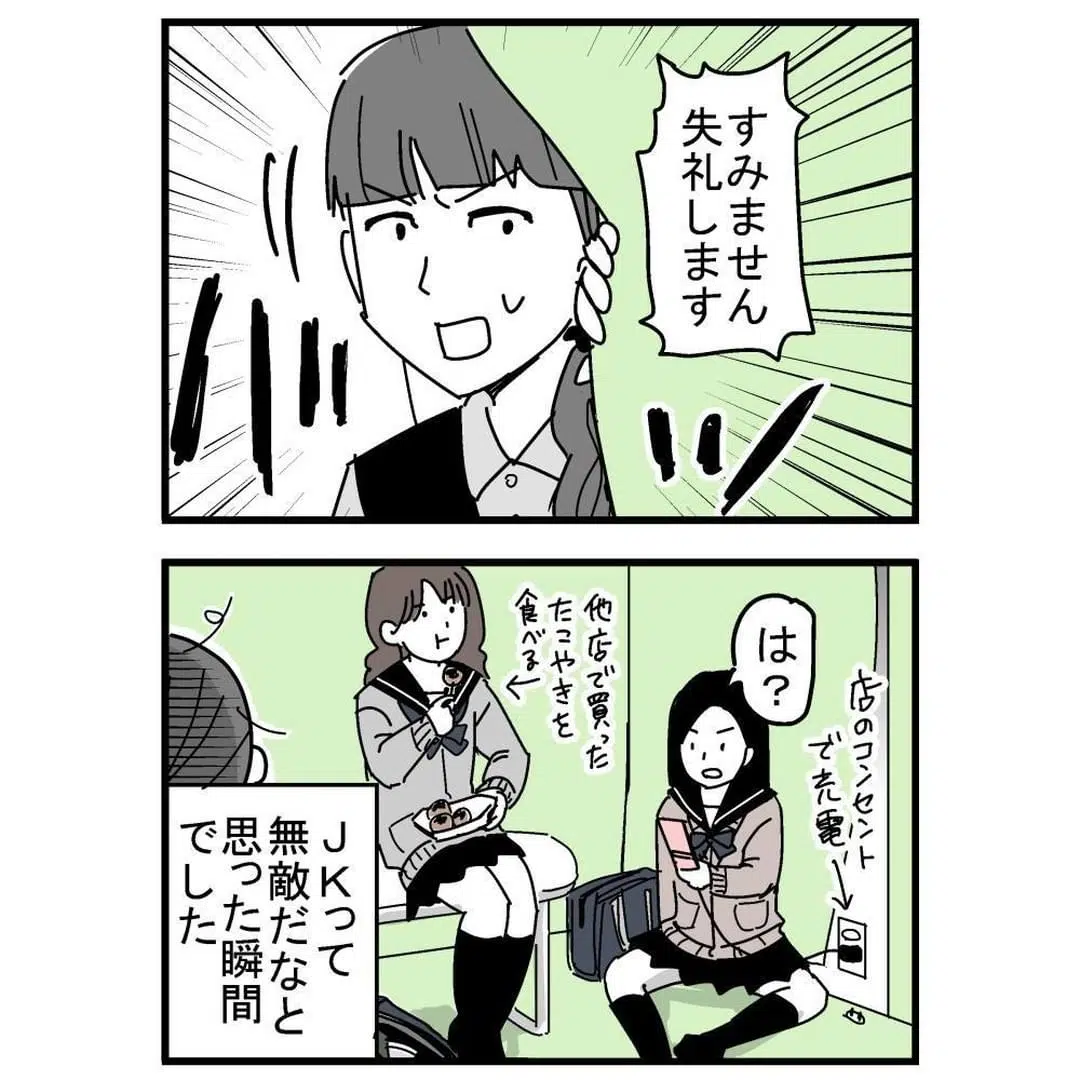 すみません
失礼します
は？
店のコンセント
で充電
他店で買った
たこやきを
食べる
JKって
無敵だなと
思った瞬間
でした